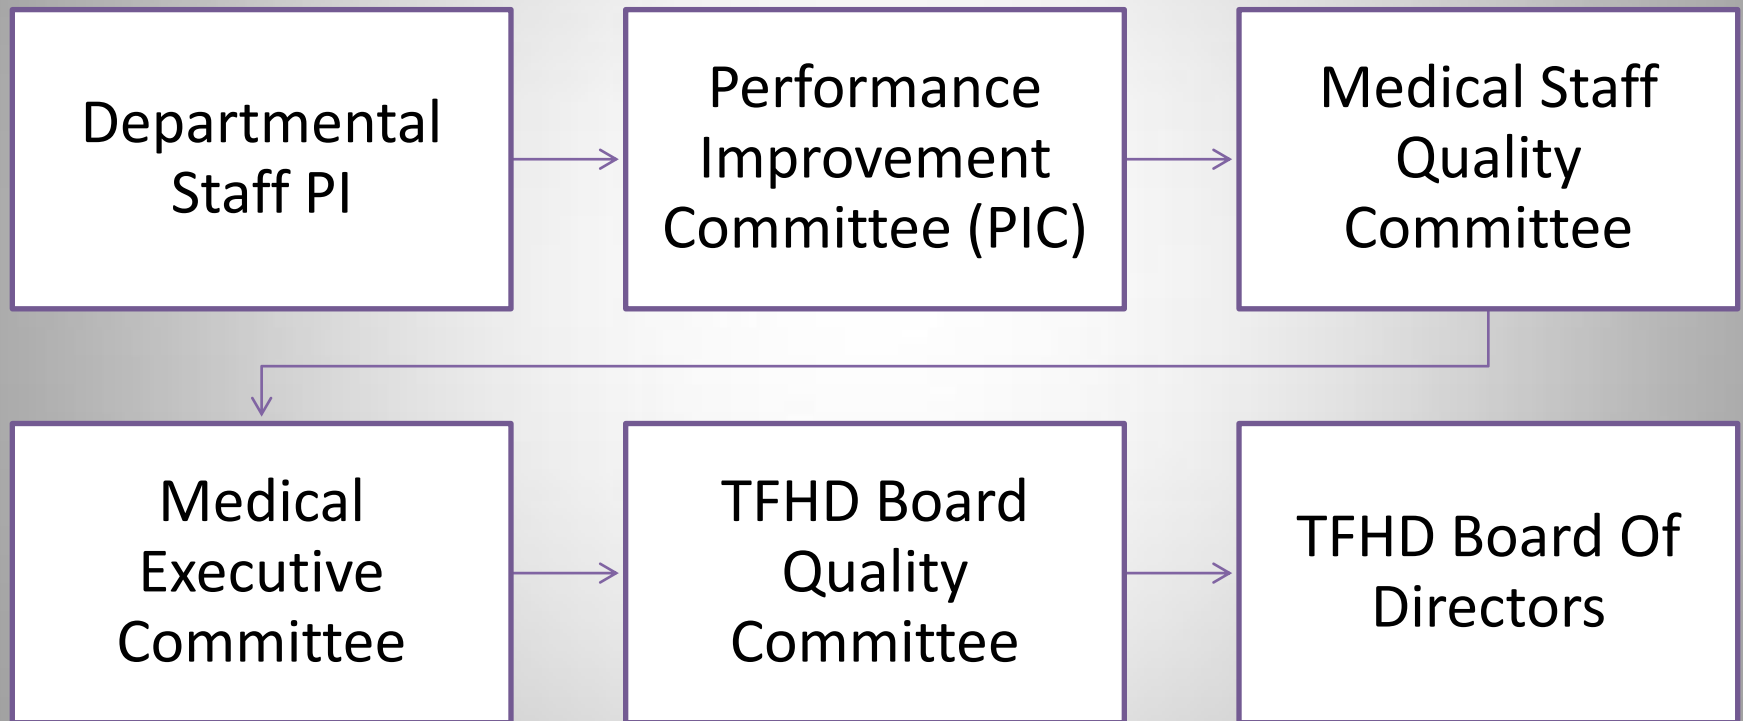 Departmental
Staff PI
Performance
Improvement
Committee (PIC)
Medical Staff
Quality
Committee
Medical
Executive
Committee
TFHD Board
Quality
Committee
TFHD Board Of
Directors